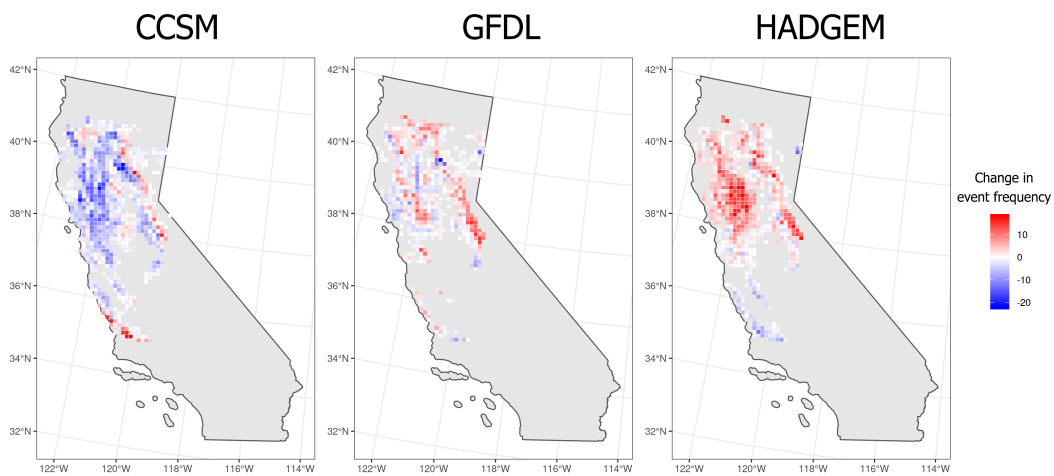 CCSM GFDL HADGEM
42°N 42°N 42°N
40°N 40°N 40°N
Change in
event frequency
38°N 38°N 38°N
10
0
36°N 36°N 36°N
-10
-20
34°N 34°N 34°N
32°N 32°N 32°N
122°W 120°W 118°W 116°W 114°W 122°W 120°W 118°W 116°W 114°W 122°W 120°W 118°W 116°W 114°W